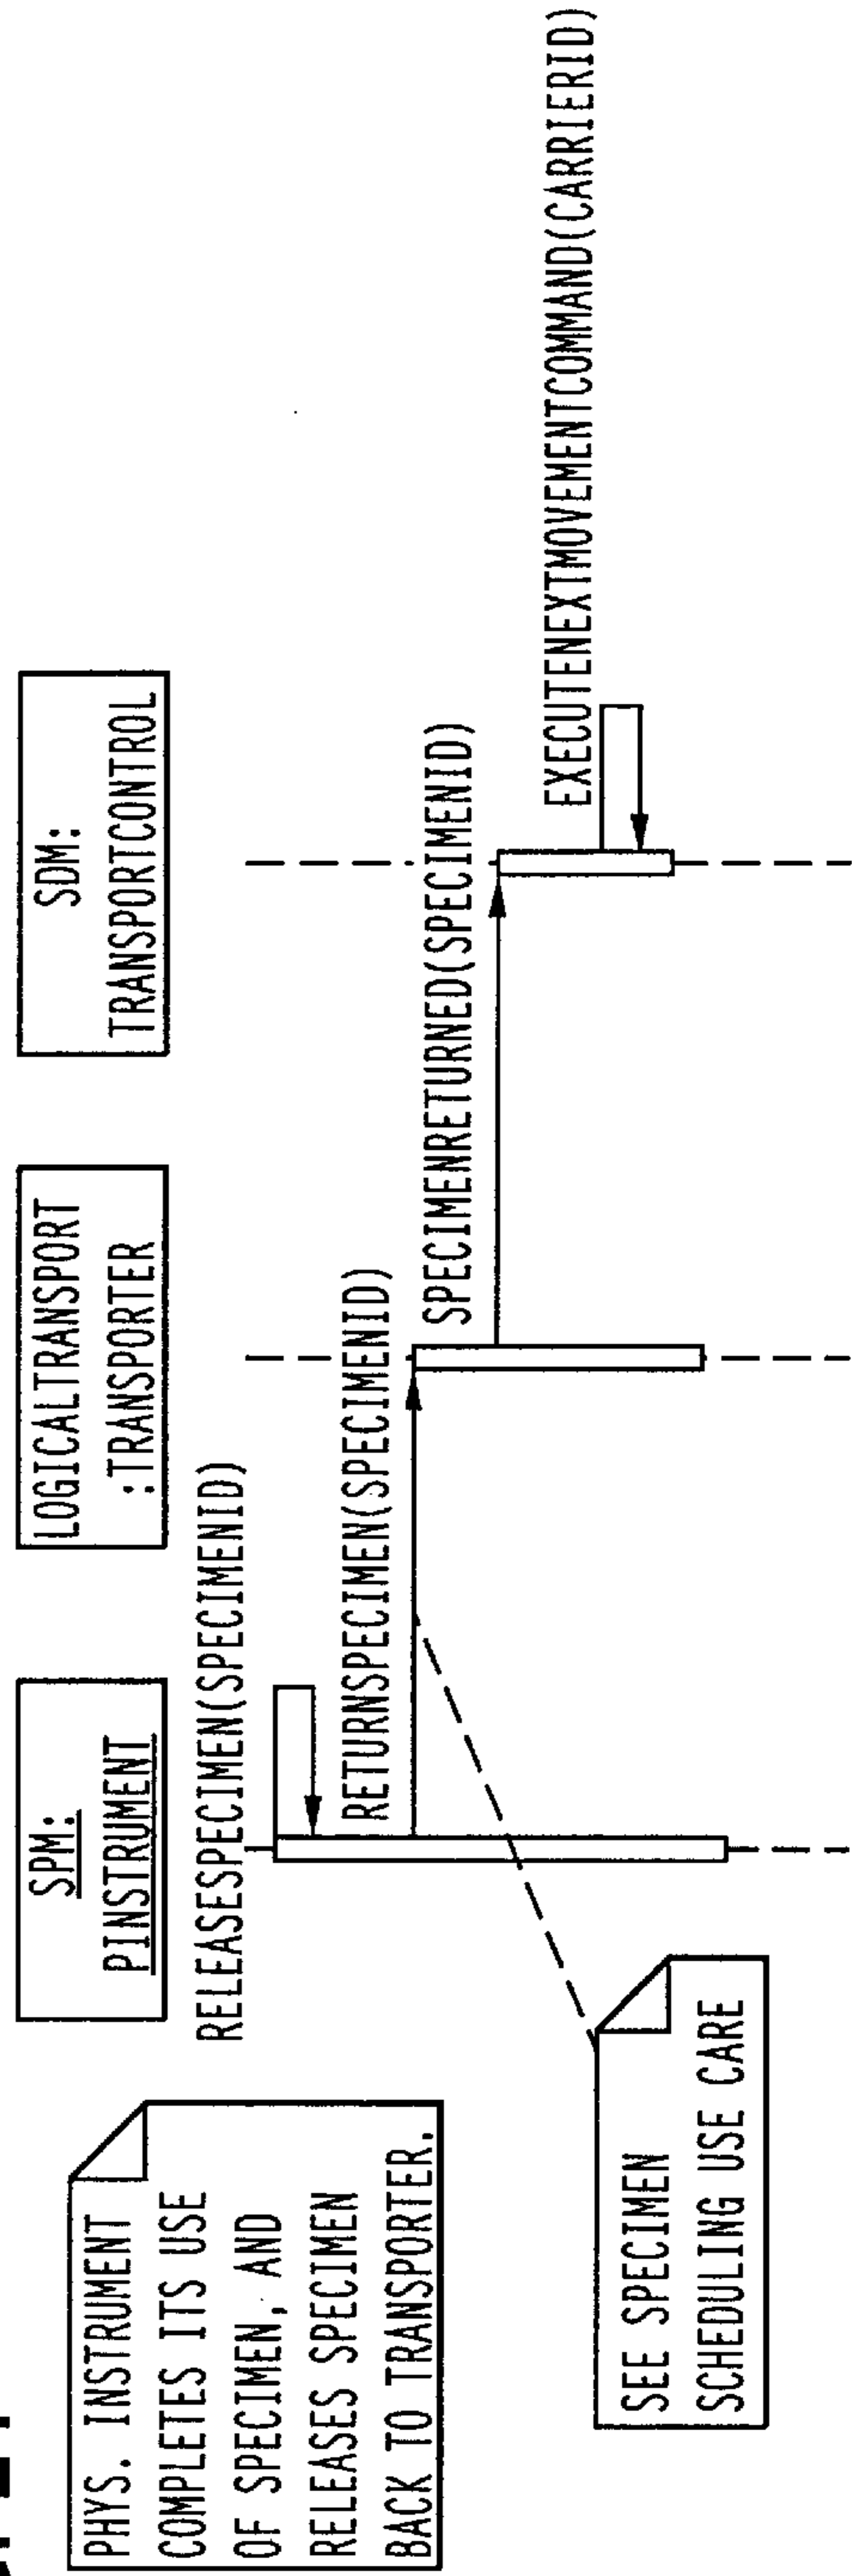 PHYS. INSTRUMENT
COMPLETES ITS USE
OF SPECIMEN, AND
RELEASES SPECIMEN
BACK TO TRANSPORTER.
SPM:
PINSTRUMENT
LOGICALTRANSPORT
:TRANSPORTER
SDM:
TRANSPORTCONTROL
RELEASESPECIMEN(SPECIMENID)
RETURNSPECIMEN(SPECIMENID)
SPECIMENRETURNED(SPECIMENID)
EXECUTENEXTMOVEMENTCOMMAND(CARRIERID)
SEE SPECIMEN
SCHEDULING USE CARE